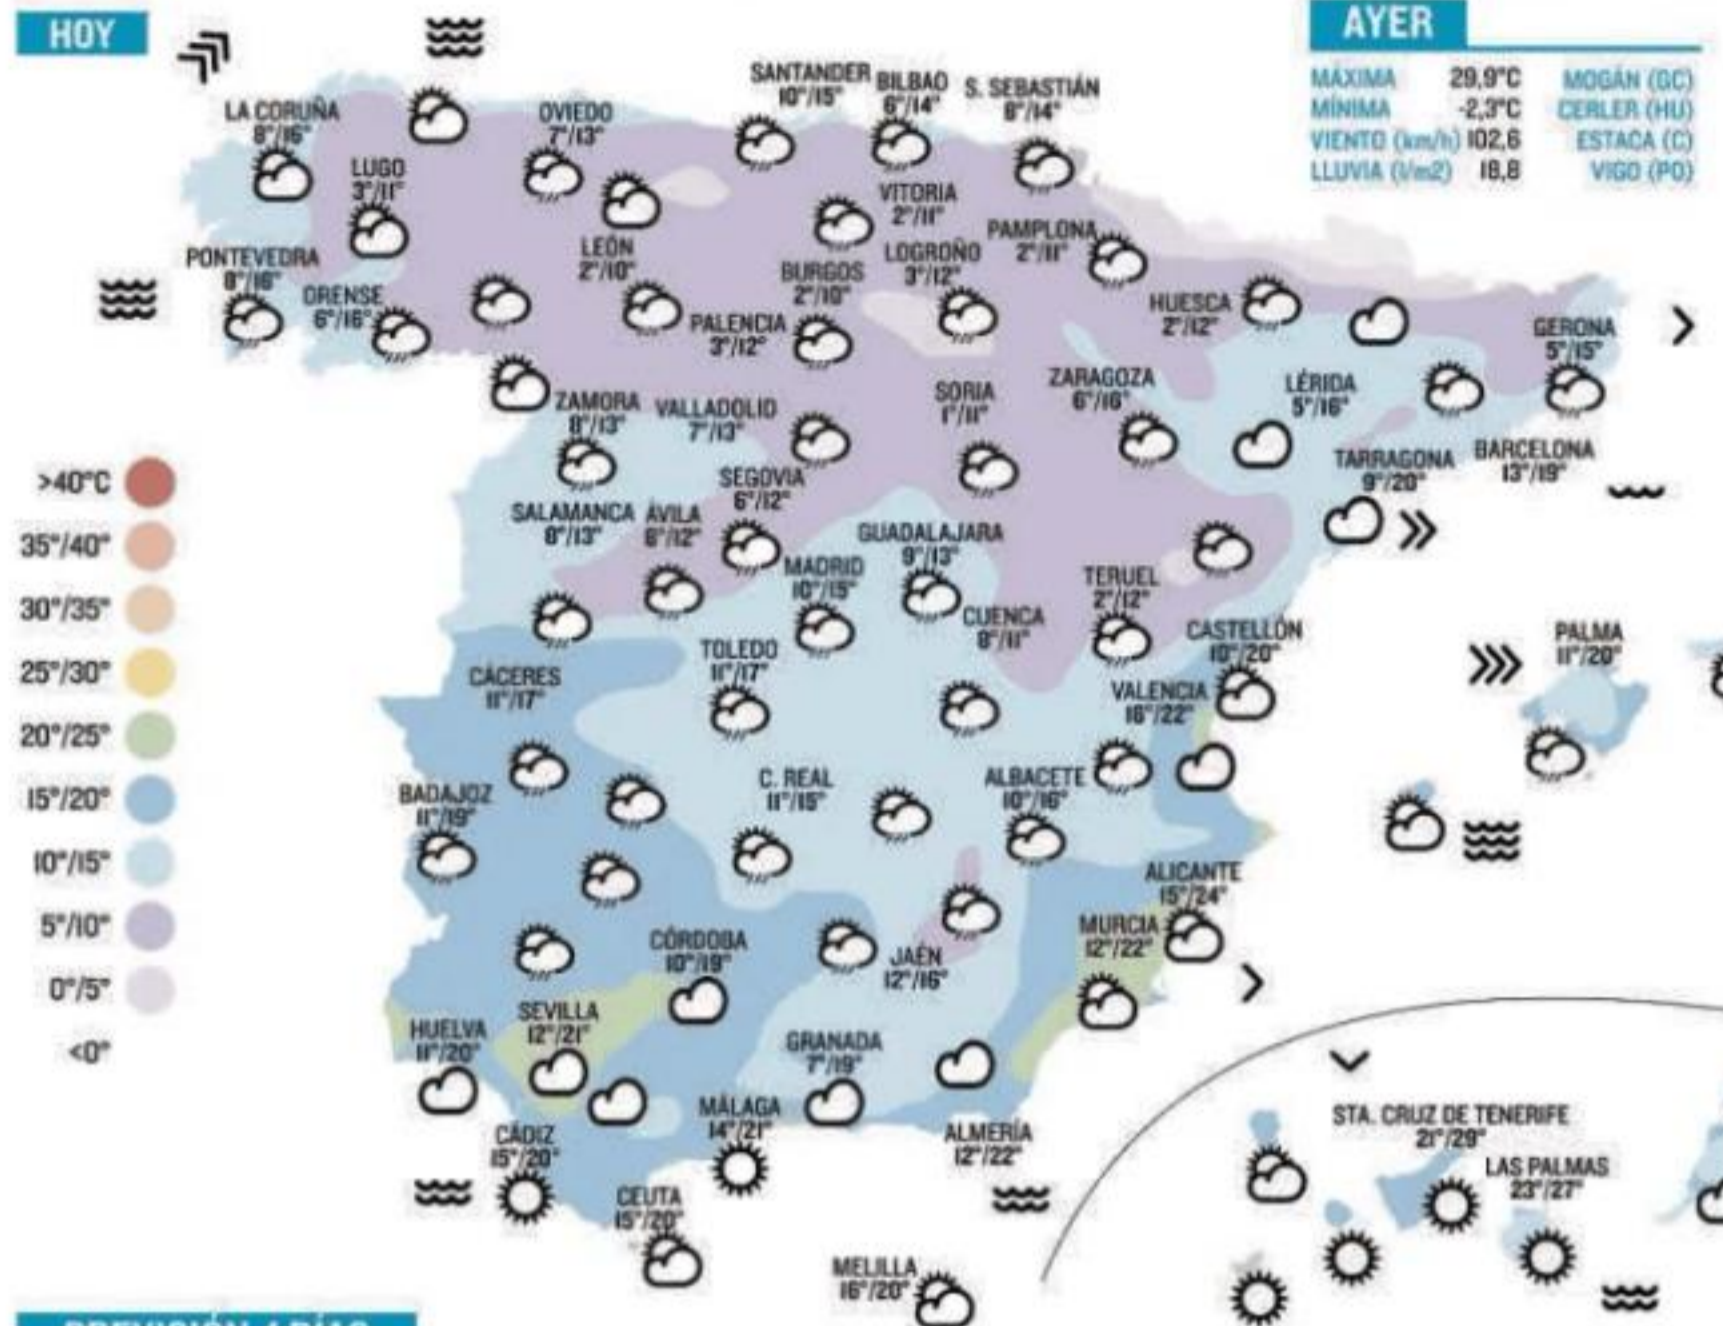 HOY
AYER
MÁXIMA 29,9°C MOGÁN (GC)
MÍNIMA -2,3°C CERLER (HU)
VIENTO (km/h) 102,6 ESTACA (C)
LLUVIA (l/m2) 18,8 VIGO (PO)
SANTANDER
10°/15°
BILBAO
6°/14°
S. SEBASTIÁN
8°/14°
LA CORUÑA
8°/16°
OVIEDO
7°/13°
LUGO
3°/11°
VITORIA
2°/11°
PAMPLONA
2°/11°
LEÓN
2°/10°
LOGROÑO
3°/12°
PONTEVEDRA
8°/16°
BURGOS
2°/10°
ORENSE
6°/16°
HUESCA
2°/12°
PALENCIA
3°/12°
GERONA
5°/15°
ZAMORA
8°/13°
VALLADOLID
7°/13°
SORIA
1°/11°
ZARAGOZA
6°/16°
LÉRIDA
5°/16°
TARRAGONA
9°/20°
BARCELONA
13°/19°
SEGOVIA
6°/12°
SALAMANCA
8°/13°
ÁVILA
6°/12°
GUADALAJARA
9°/13°
MADRID
10°/15°
TERUEL
2°/12°
CUENCA
8°/11°
CASTELLÓN
10°/20°
PALMA
11°/20°
TOLEDO
11°/17°
CÁCERES
11°/17°
VALENCIA
16°/22°
C. REAL
11°/15°
ALBACETE
10°/16°
BADAJOZ
11°/19°
ALICANTE
15°/24°
MURCIA
12°/22°
CÓRDOBA
10°/19°
JAÉN
12°/16°
SEVILLA
12°/21°
HUELVA
11°/20°
GRANADA
7°/19°
MÁLAGA
14°/21°
CÁDIZ
15°/20°
ALMERÍA
12°/22°
CEUTA
15°/20°
MELILLA
16°/20°
STA. CRUZ DE TENERIFE
21°/29°
LAS PALMAS
23°/27°
>40°C
35°/40°
30°/35°
25°/30°
20°/25°
15°/20°
10°/15°
5°/10°
0°/5°
<0°
PREVISIÓN 4 DÍAS